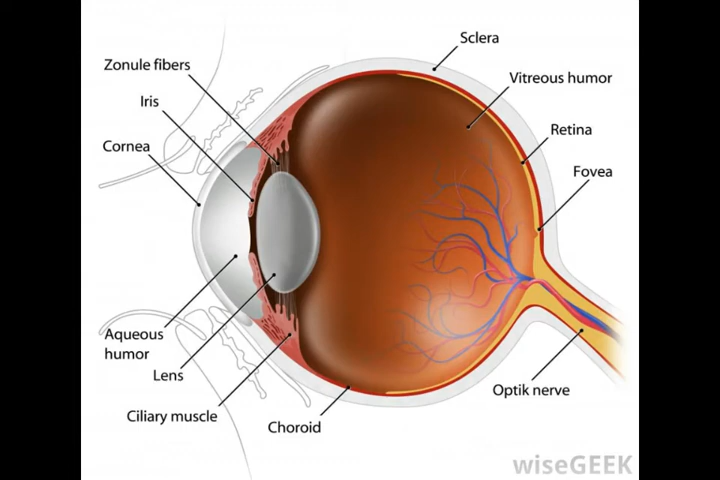 Sclera
Zonule fibers
Vitreous humor
Iris
Retina
Cornea
Fovea
Aqueous
humor
Lens
Optik nerve
Ciliary muscle
Choroid
wiseGEEK